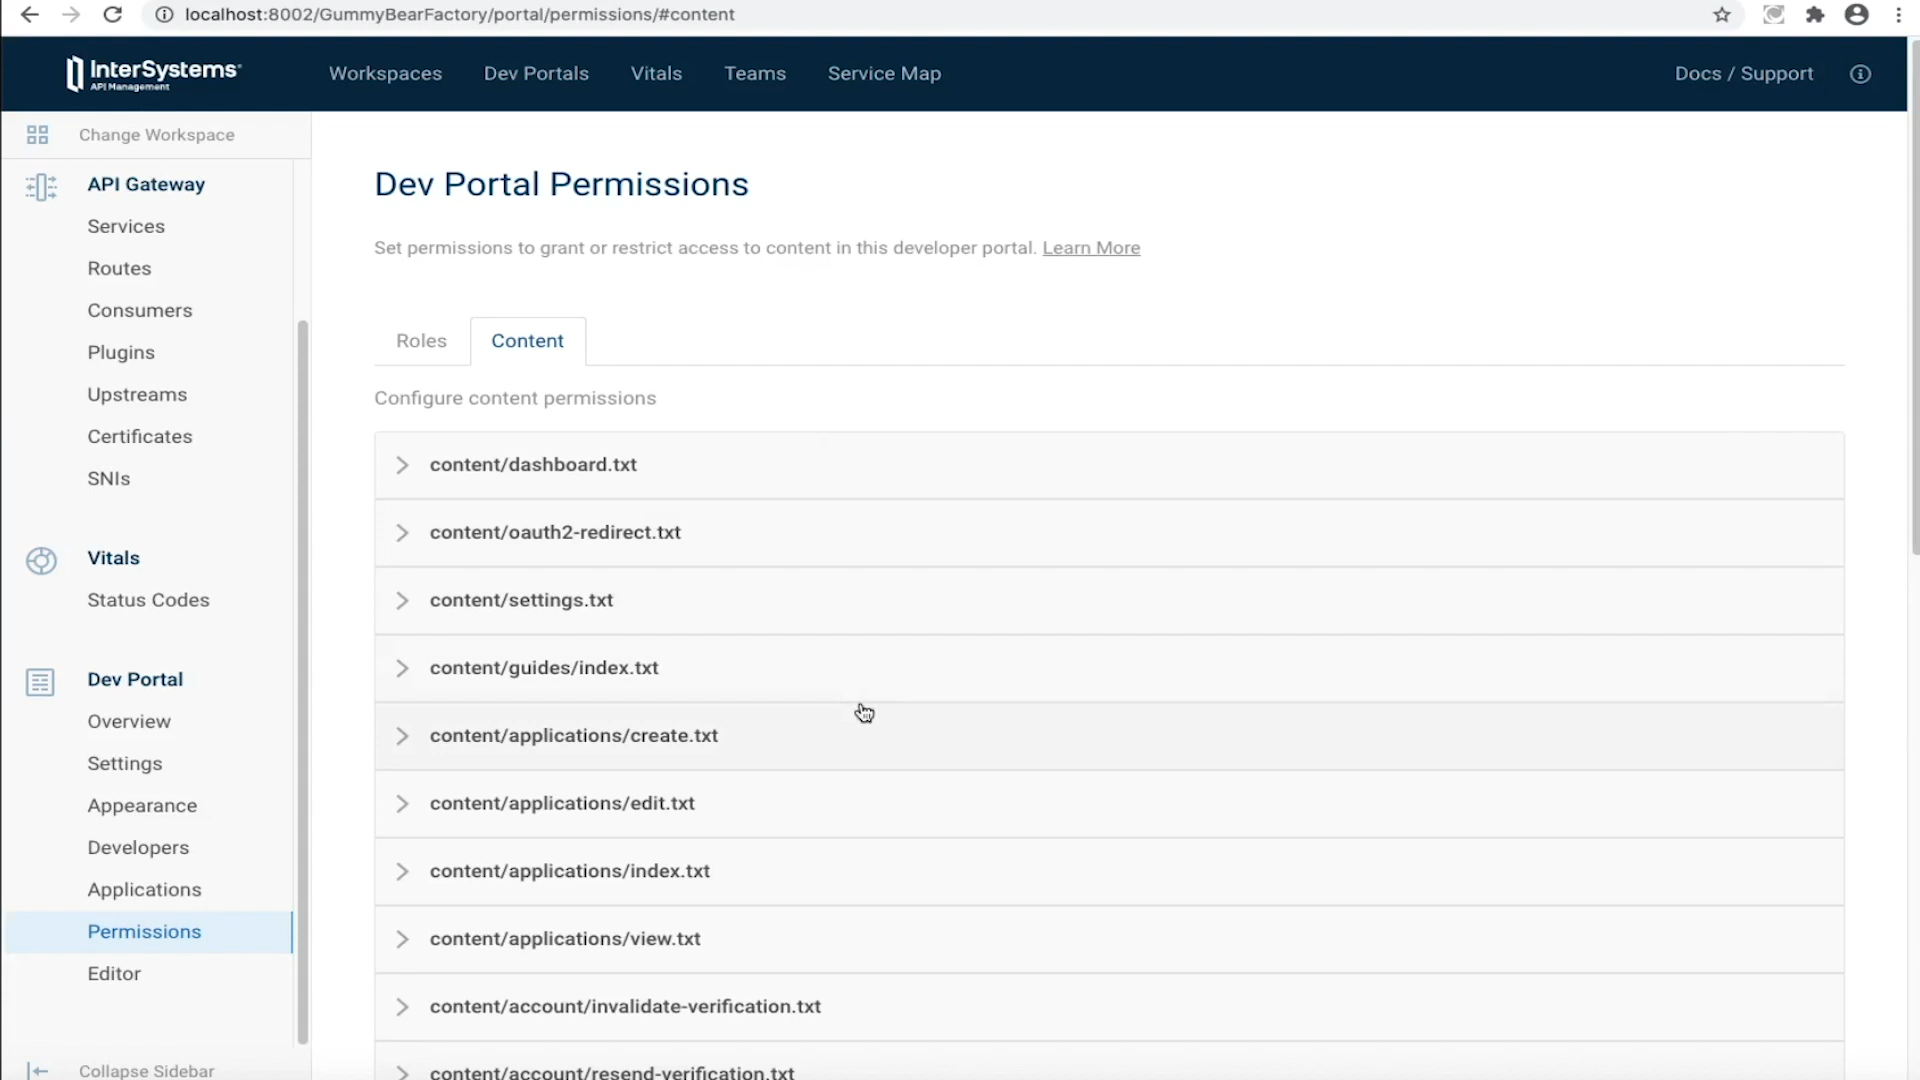 localhost:8002/GummyBearFactory/portal/permissions/#content
InterSystems
API Management
Workspaces
Dev Portals
Vitals
Teams
Service Map
Docs / Support
Change Workspace
API Gateway
Services
Routes
Consumers
Plugins
Upstreams
Certificates
SNIs
Vitals
Status Codes
Dev Portal
Overview
Settings
Appearance
Developers
Applications
Permissions
Editor
Collapse Sidebar
Dev Portal Permissions
Set permissions to grant or restrict access to content in this developer portal. Learn More
Roles
Content
Configure content permissions
content/dashboard.txt
content/oauth2-redirect.txt
content/settings.txt
content/guides/index.txt
content/applications/create.txt
content/applications/edit.txt
content/applications/index.txt
content/applications/view.txt
content/account/invalidate-verification.txt
content/account/resend-verification.txt